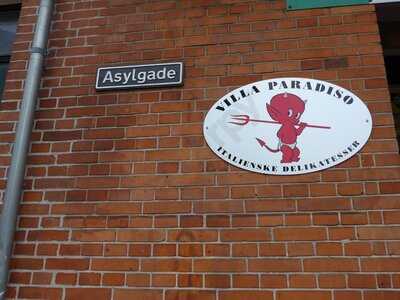 Asylgade
VILLA PARADISO
ITALIENSKE DELIKATESSER